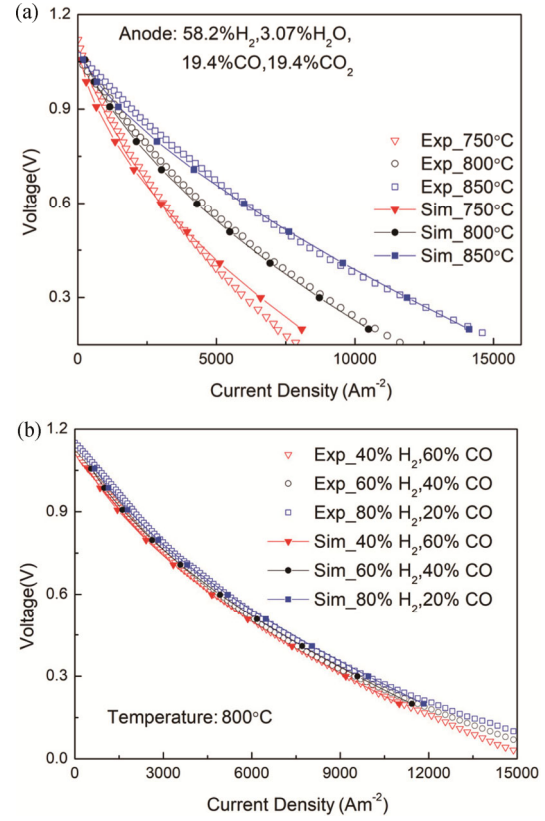 (a)
Anode: 58.2%H2,3.07%H2O,
19.4%CO,19.4%CO2
Exp_750°C
Exp_800°C
Exp_850°C
Sim_750°C
Sim_800°C
Sim_850°C
Voltage(V)
1.2
0.9
0.6
0.3
0 5000 10000 15000
Current Density (Am-2)
(b)
Exp_40% H2,60% CO
Exp_60% H2,40% CO
Exp_80% H2,20% CO
Sim_40% H2,60% CO
Sim_60% H2,40% CO
Sim_80% H2,20% CO
Voltage(V)
1.2
0.9
0.6
0.3
0.0
Temperature: 800°C
0 3000 6000 9000 12000 15000
Current Density (Am-2)